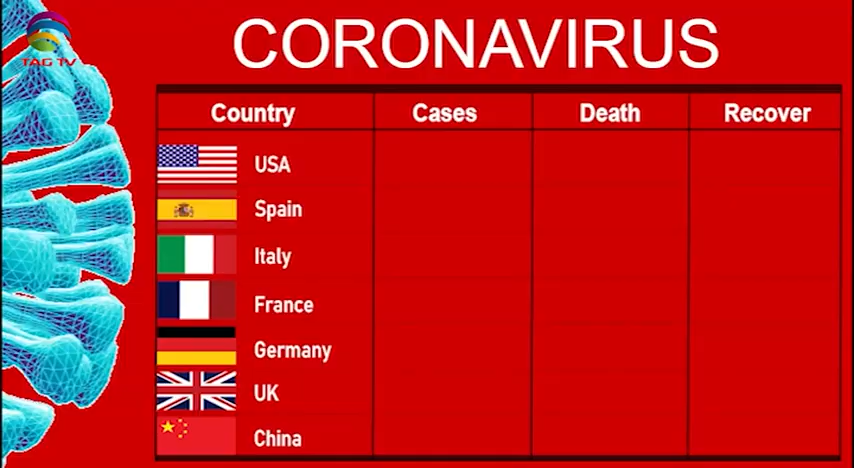 TAG TV
CORONAVIRUS
Country Cases Death Recover
USA
Spain
Italy
France
Germany
UK
China